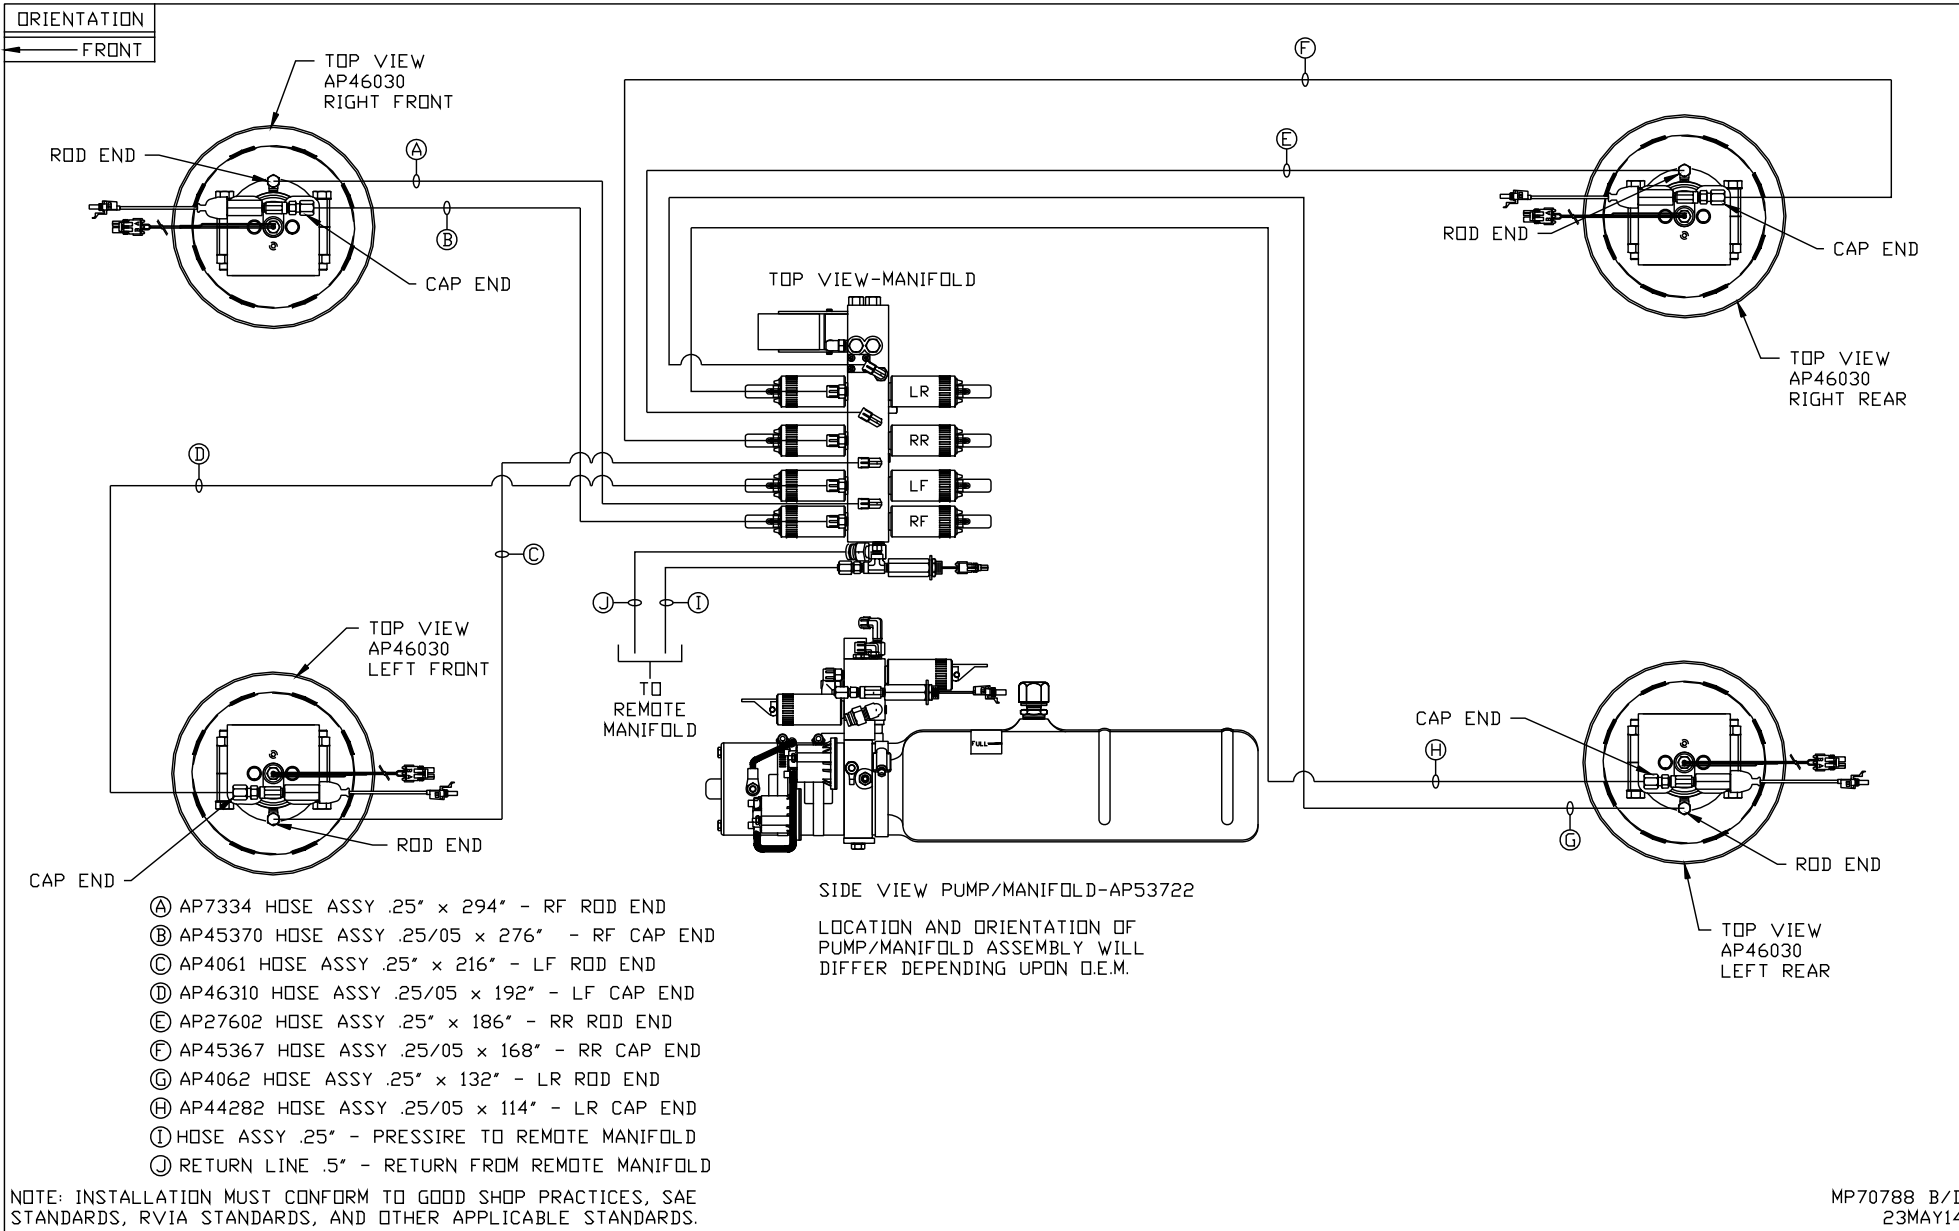 ORIENTATION
FRONT
TOP VIEW
AP46030
RIGHT FRONT
ROD END
A
B
CAP END
F
E
ROD END
CAP END
TOP VIEW
AP46030
RIGHT REAR
TOP VIEW-MANIFOLD
LR
RR
LF
RF
D
C
J
I
TO
REMOTE
MANIFOLD
TOP VIEW
AP46030
LEFT FRONT
ROD END
CAP END
FULL
CAP END
H
G
ROD END
TOP VIEW
AP46030
LEFT REAR
SIDE VIEW PUMP/MANIFOLD-AP53722
LOCATION AND ORIENTATION OF
PUMP/MANIFOLD ASSEMBLY WILL
DIFFER DEPENDING UPON O.E.M.
A AP7334 HOSE ASSY .25" x 294" - RF ROD END
B AP45370 HOSE ASSY .25/05 x 276" - RF CAP END
C AP4061 HOSE ASSY .25" x 216" - LF ROD END
D AP46310 HOSE ASSY .25/05 x 192" - LF CAP END
E AP27602 HOSE ASSY .25" x 186" - RR ROD END
F AP45367 HOSE ASSY .25/05 x 168" - RR CAP END
G AP4062 HOSE ASSY .25" x 132" - LR ROD END
H AP44282 HOSE ASSY .25/05 x 114" - LR CAP END
I HOSE ASSY .25" - PRESSIRE TO REMOTE MANIFOLD
J RETURN LINE .5" - RETURN FROM REMOTE MANIFOLD
NOTE: INSTALLATION MUST CONFORM TO GOOD SHOP PRACTICES, SAE
STANDARDS, RVIA STANDARDS, AND OTHER APPLICABLE STANDARDS.
MP70788
23MAY14